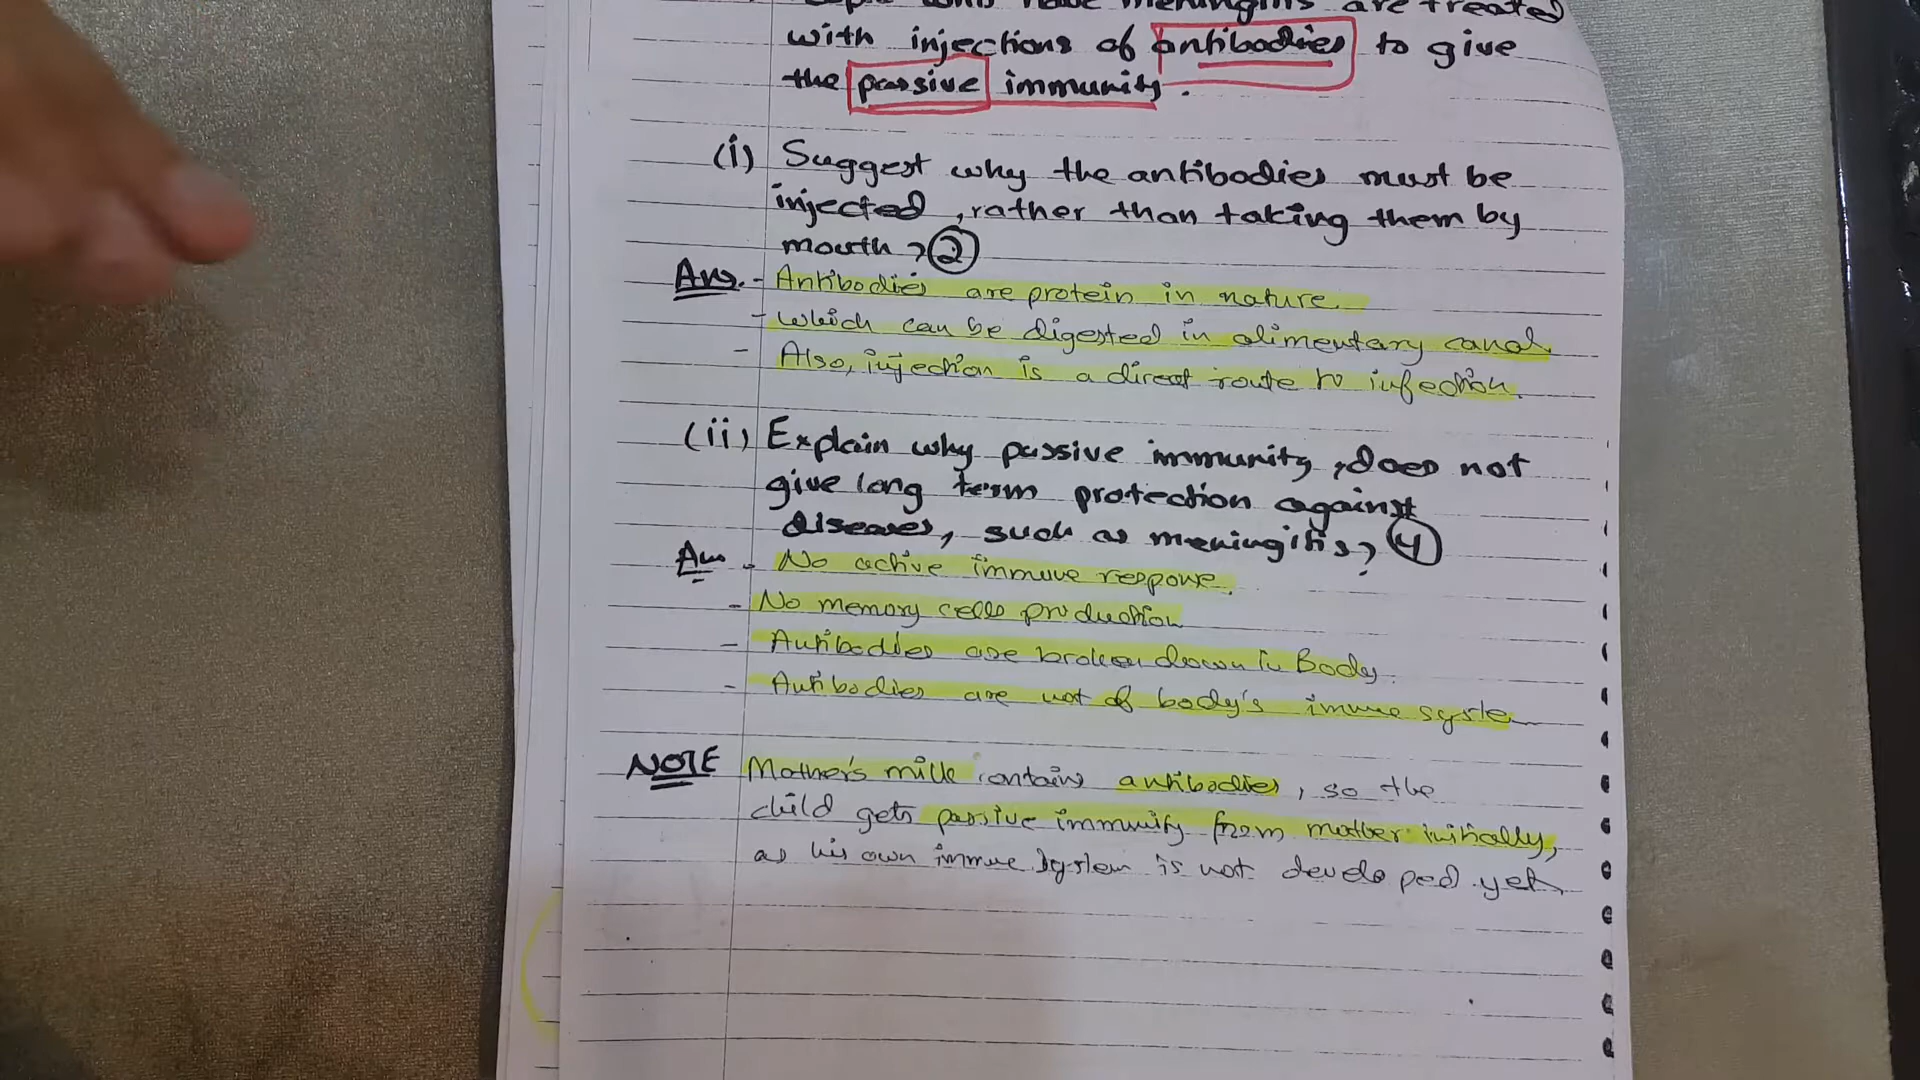 who have meningitis are treated
with injections of antibodies to give
the passive immunity.
(i) Suggest why the antibodies must be
injected, rather than taking them by
mouth? 2
Ans. - Antibodies are protein in nature.
- which can be digested in alimentary canal.
- Also, injection is a direct route to infection.
(ii) Explain why passive immunity, does not
give long term protection against
diseases, such as meningitis? 4
Ans - No active immune response.
- No memory cells production
- Antibodies are broken down in Body.
- Antibodies are not of body's immune system
NOTE Mother's milk contains antibodies, so the
child gets passive immunity from mother initially,
as his own immune system is not developed yet.